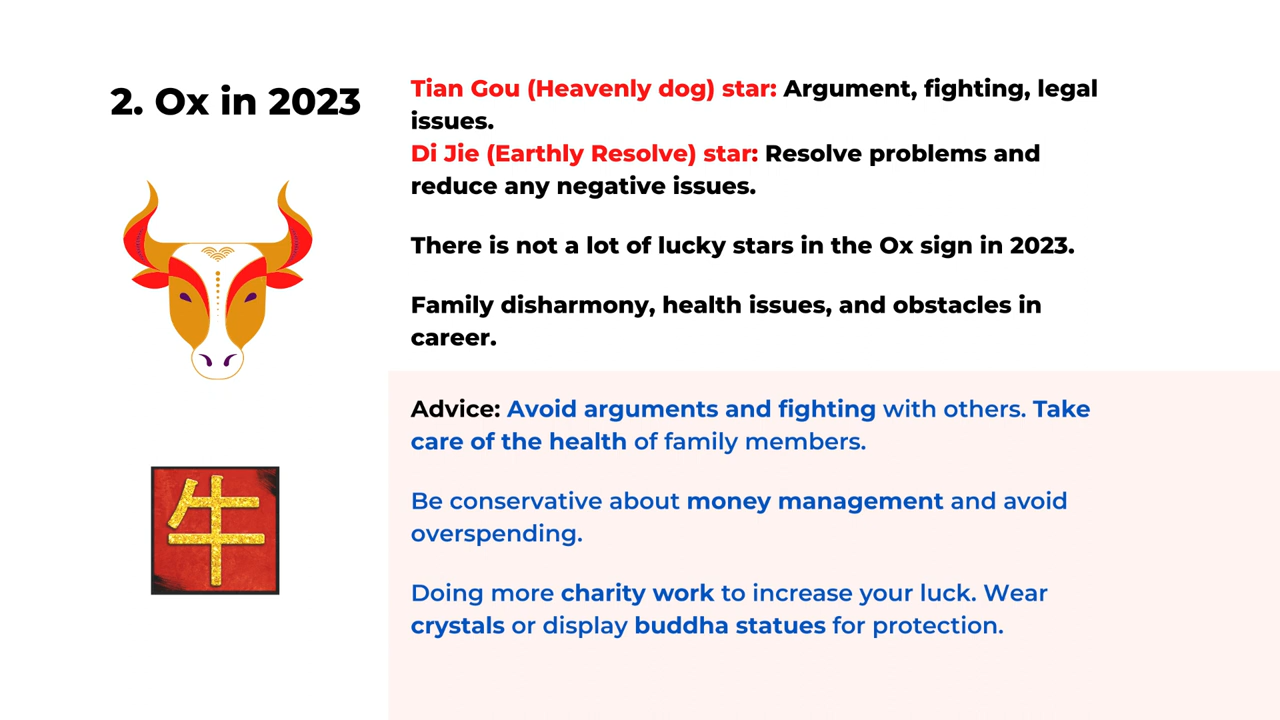 2. Ox in 2023
Tian Gou (Heavenly dog) star: Argument, fighting, legal
issues.
Di Jie (Earthly Resolve) star: Resolve problems and
reduce any negative issues.
There is not a lot of lucky stars in the Ox sign in 2023.
Family disharmony, health issues, and obstacles in
career.
Advice: Avoid arguments and fighting with others. Take
care of the health of family members.
Be conservative about money management and avoid
overspending.
Doing more charity work to increase your luck. Wear
crystals or display buddha statues for protection.
牛